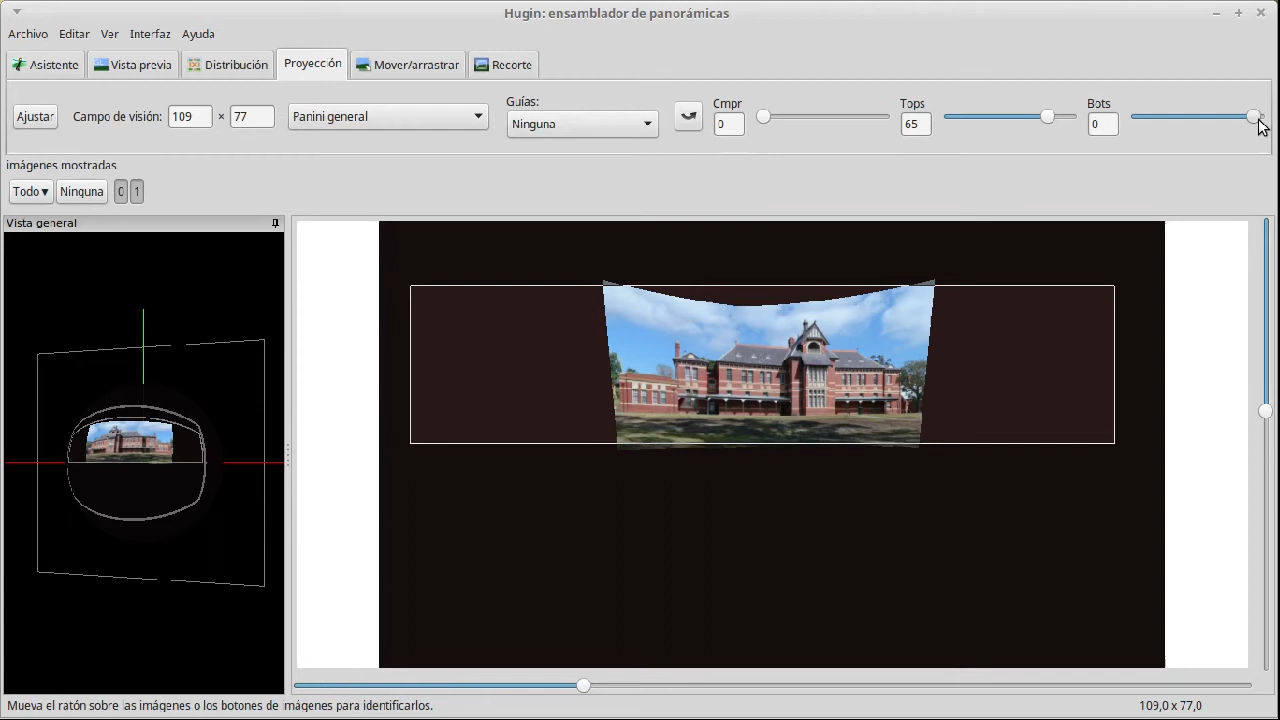 Hugin: ensamblador de panorámicas
Archivo Editar Ver Interfaz Ayuda
Asistente Vista previa Distribución Proyección Mover/arrastrar Recorte
Guías: Cmpr Tops Bots
Ajustar Campo de visión: 109 × 77 Panini general Ninguna 0 65 0
imágenes mostradas
Todo Ninguna 0 1
Vista general
Mueva el ratón sobre las imágenes o los botones de imágenes para identificarlos. 109,0 x 77,0